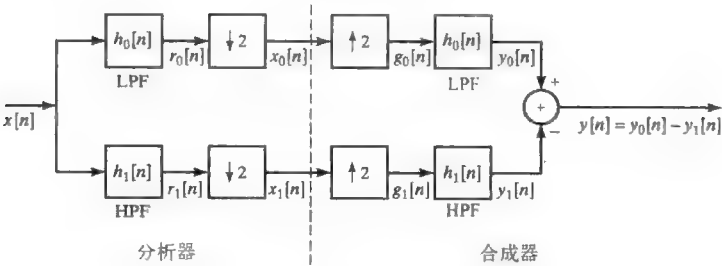 h₀[n]
↓2
↑2
h₀[n]
r₀[n]
x₀[n]
g₀[n]
y₀[n]
LPF
LPF
+
x[n]
+
y[n] = y₀[n] − y₁[n]
−
h₁[n]
↓2
↑2
h₁[n]
r₁[n]
x₁[n]
g₁[n]
y₁[n]
HPF
HPF
分析器
合成器